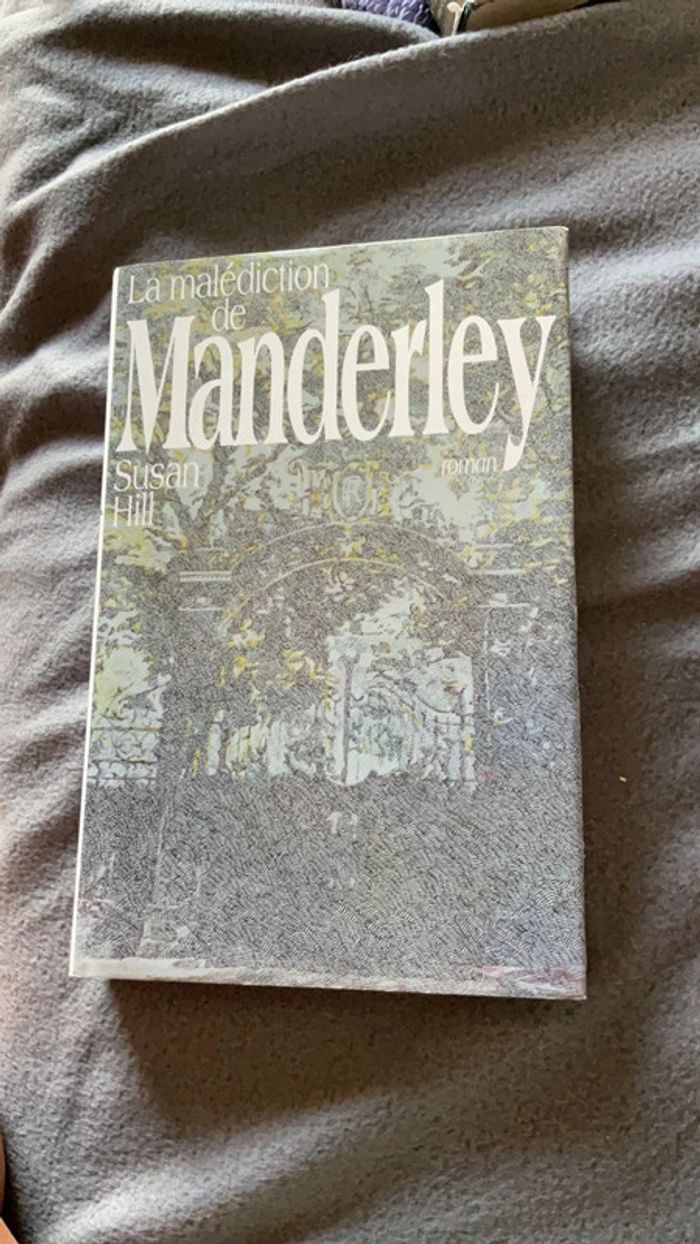 La malédiction
de
Manderley
Susan
Hill
roman
R